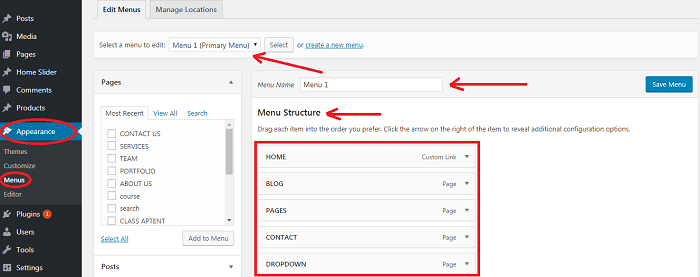 Posts
Media
Pages
Home Slider
Comments
Products
Appearance
Themes
Customize
Menus
Editor
Plugins 1
Users
Tools
Settings
Edit Menus Manage Locations
Select a menu to edit: Menu 1 (Primary Menu) Select or create a new menu.
Pages
Most Recent View All Search
CONTACT US
SERVICES
TEAM
PORTFOLIO
ABOUT US
course
search
CLASS APTENT
Select All Add to Menu
Posts
Menu Name Menu 1 Save Menu
Menu Structure
Drag each item into the order you prefer. Click the arrow on the right of the item to reveal additional configuration options.
HOME Custom Link
BLOG Page
PAGES Page
CONTACT Page
DROPDOWN Page